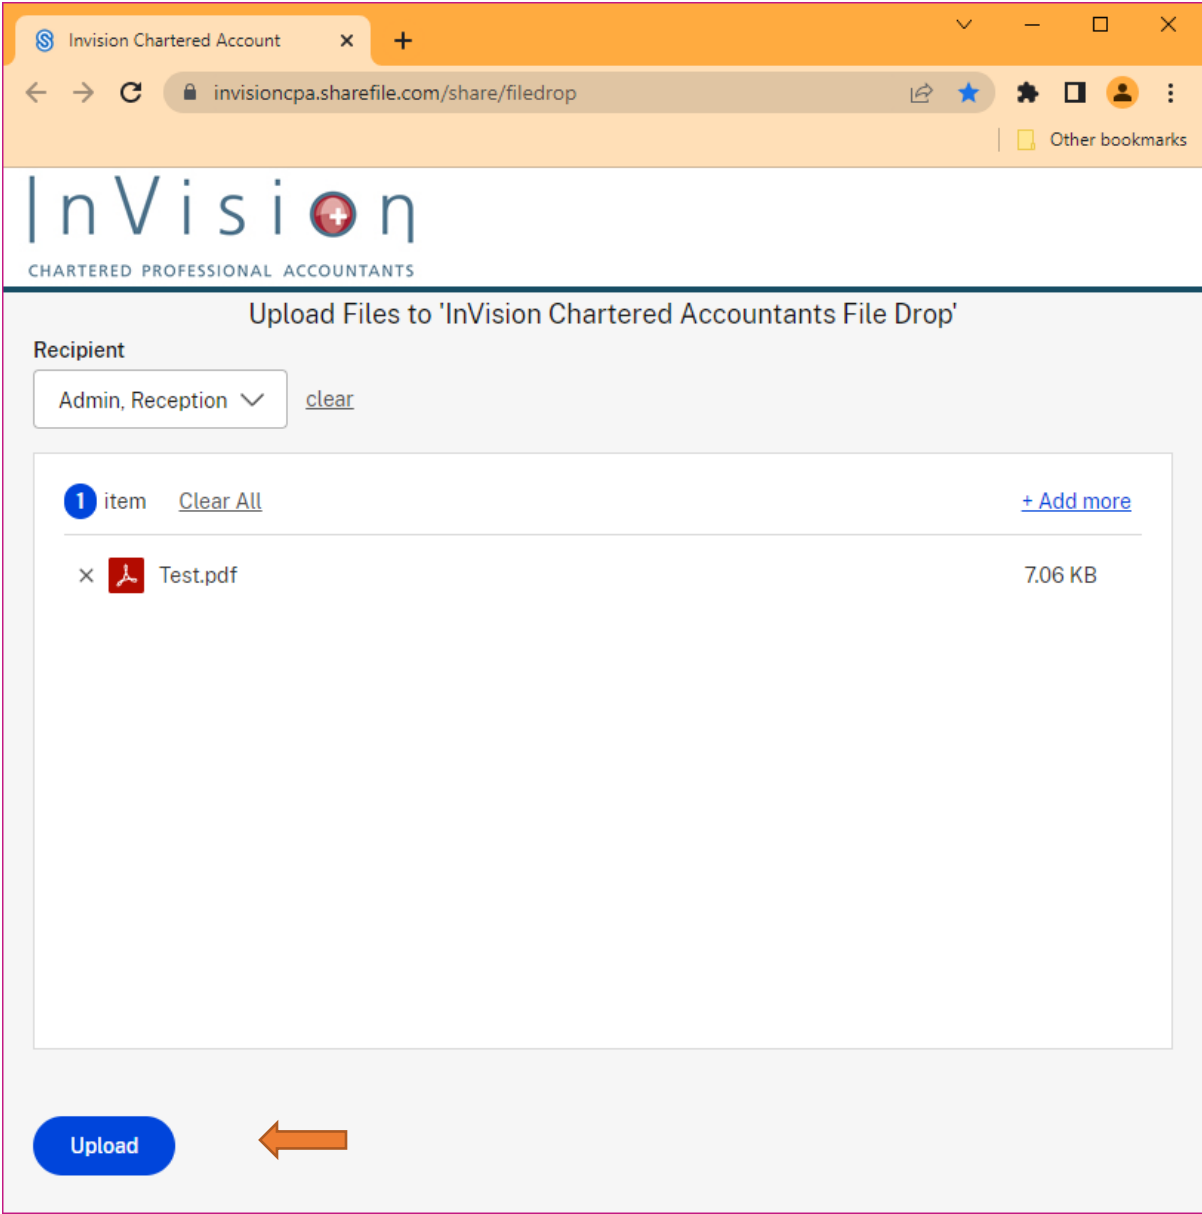 Invision Chartered Account
invisioncpa.sharefile.com/share/filedrop
Other bookmarks
InVision
CHARTERED PROFESSIONAL ACCOUNTANTS
Upload Files to 'InVision Chartered Accountants File Drop'
Recipient
Admin, Reception clear
1 item Clear All + Add more
Test.pdf 7.06 KB
Upload